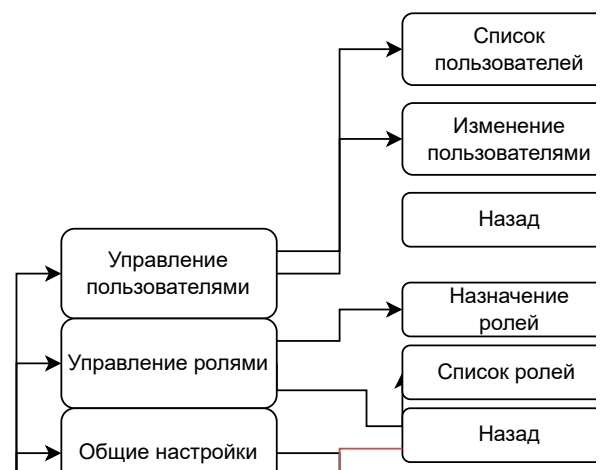 Список
пользователей
Изменение
пользователями
Назад
Управление
пользователями
Назначение
ролей
Управление ролями
Список ролей
Назад
Общие настройки